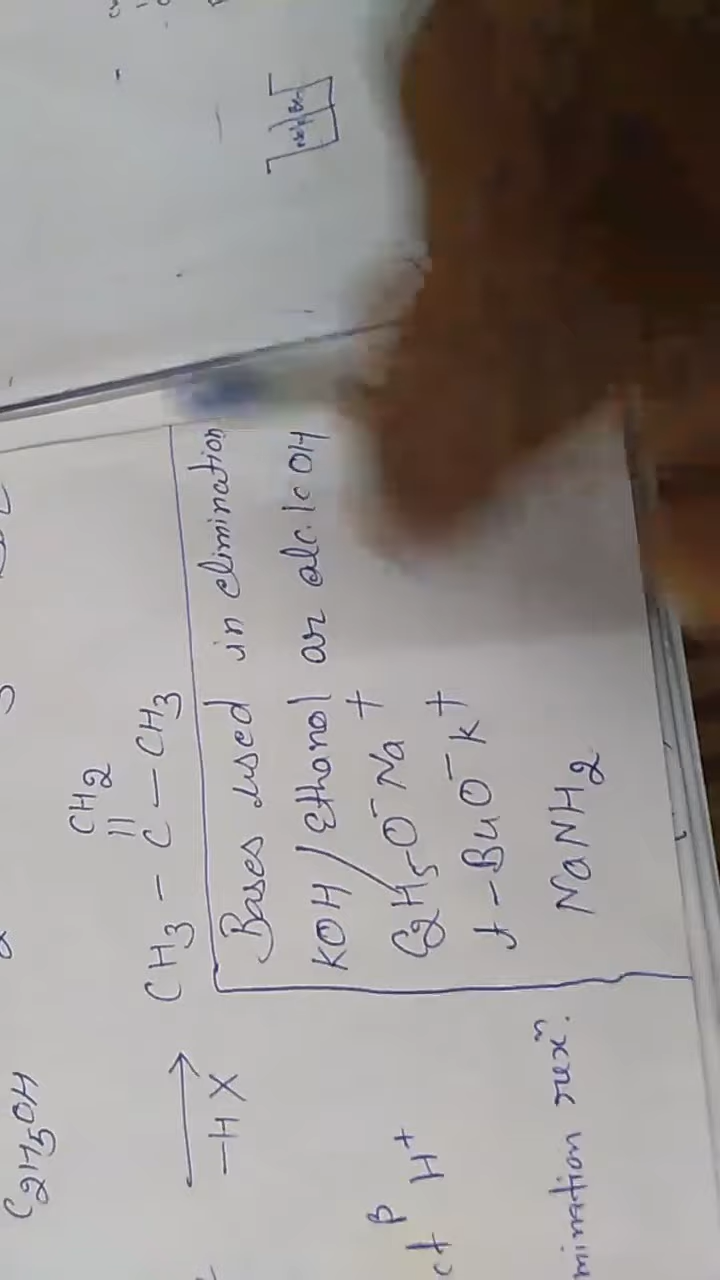 C2H5OH
CH2
||
CH3 - C - CH3
⟶
-HX
Bases used in elimination
KOH/Ethanol or alc. KOH
C2H5O⁻Na⁺
t-BuO⁻K⁺
NaNH2
β H⁺
mination rexⁿ.